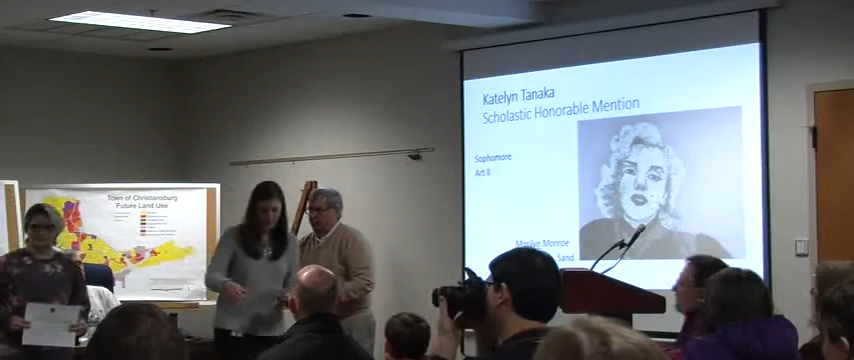 Katelyn Tanaka
Scholastic Honorable Mention
Sophomore
Art II
Marilyn Monroe
Sand
Town of Christiansburg
Future Land Use